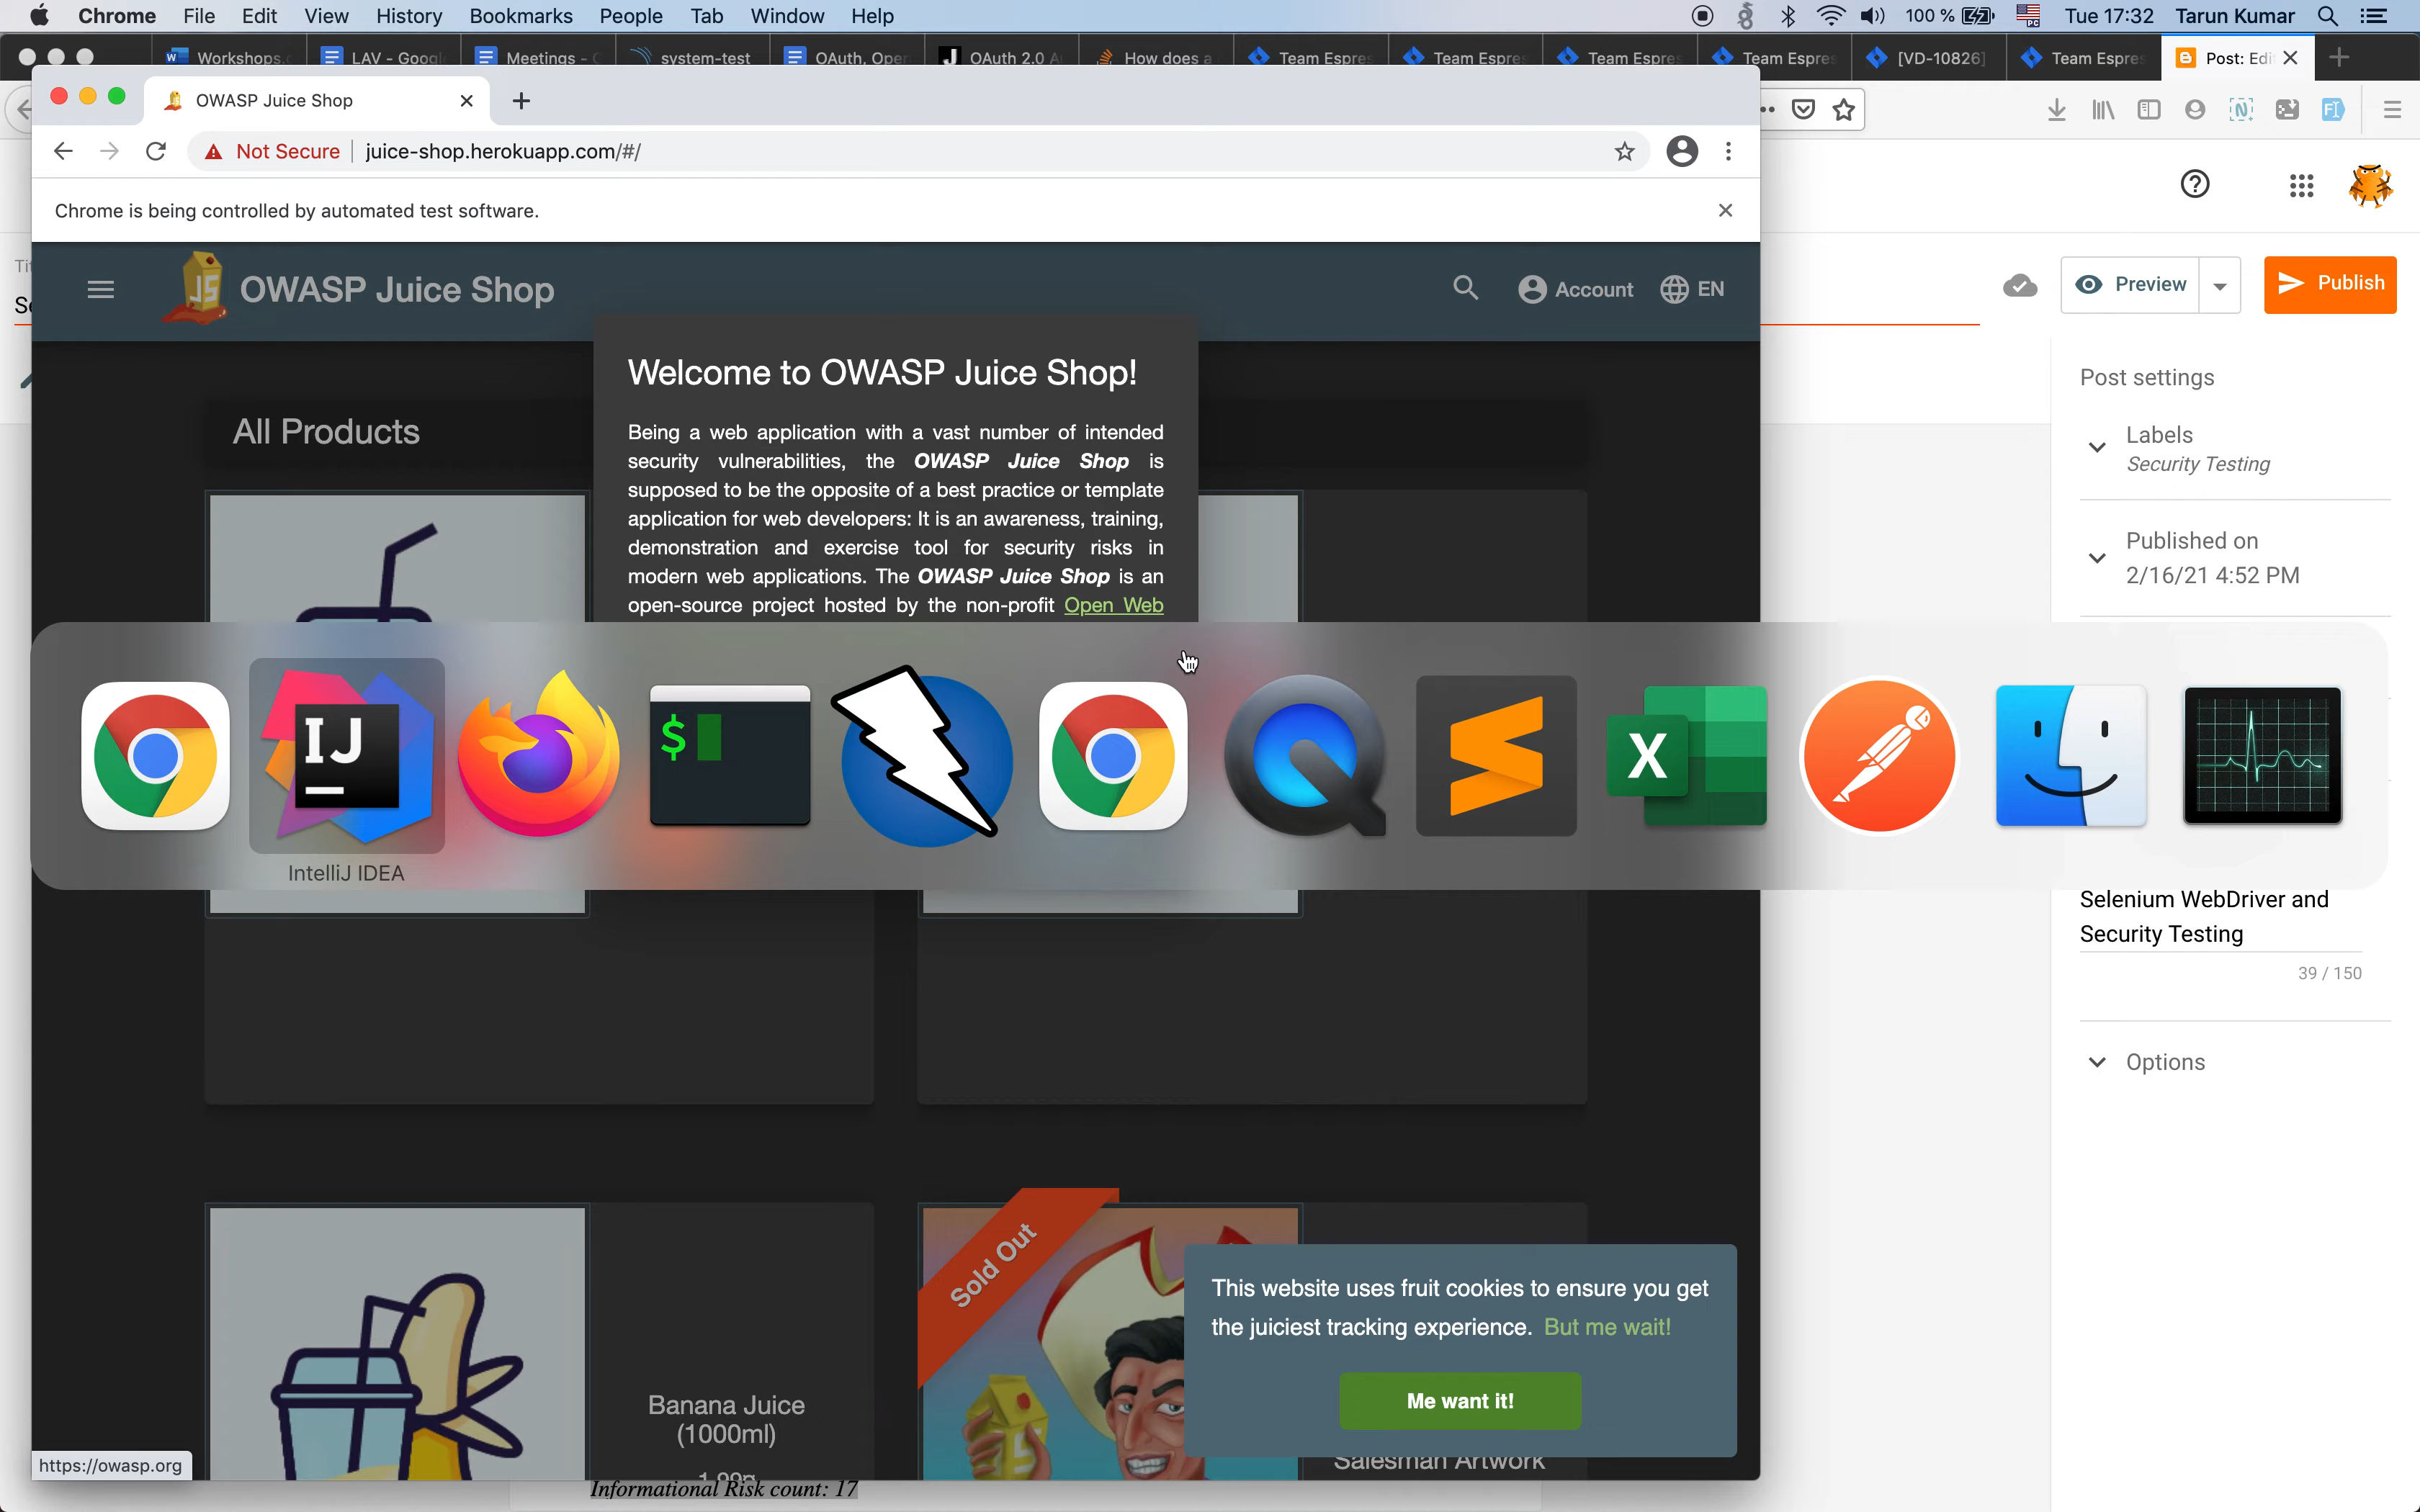 Chrome File Edit View History Bookmarks People Tab Window Help
100 % Tue 17:32 Tarun Kumar
Workshops. LAV - Goog Meetings - system-test OAuth, Open OAuth 2.0 A How does a Team Espre Team Espre Team Espre Team Espre [VD-10826] Team Espre Post: Edi
OWASP Juice Shop
Not Secure juice-shop.herokuapp.com/#/
Chrome is being controlled by automated test software.
JS
OWASP Juice Shop
Account
EN
Preview
Publish
Welcome to OWASP Juice Shop!
Being a web application with a vast number of intended
security vulnerabilities, the OWASP Juice Shop is
supposed to be the opposite of a best practice or template
application for web developers: It is an awareness, training,
demonstration and exercise tool for security risks in
modern web applications. The OWASP Juice Shop is an
open-source project hosted by the non-profit Open Web
All Products
Post settings
Labels
Security Testing
Published on
2/16/21 4:52 PM
IJ
$
X
IntelliJ IDEA
Selenium WebDriver and
Security Testing
39 / 150
Options
Sold Out
This website uses fruit cookies to ensure you get
the juiciest tracking experience. But me wait!
Me want it!
Banana Juice
(1000ml)
Salesman Artwork
https://owasp.org
Informational Risk count: 17